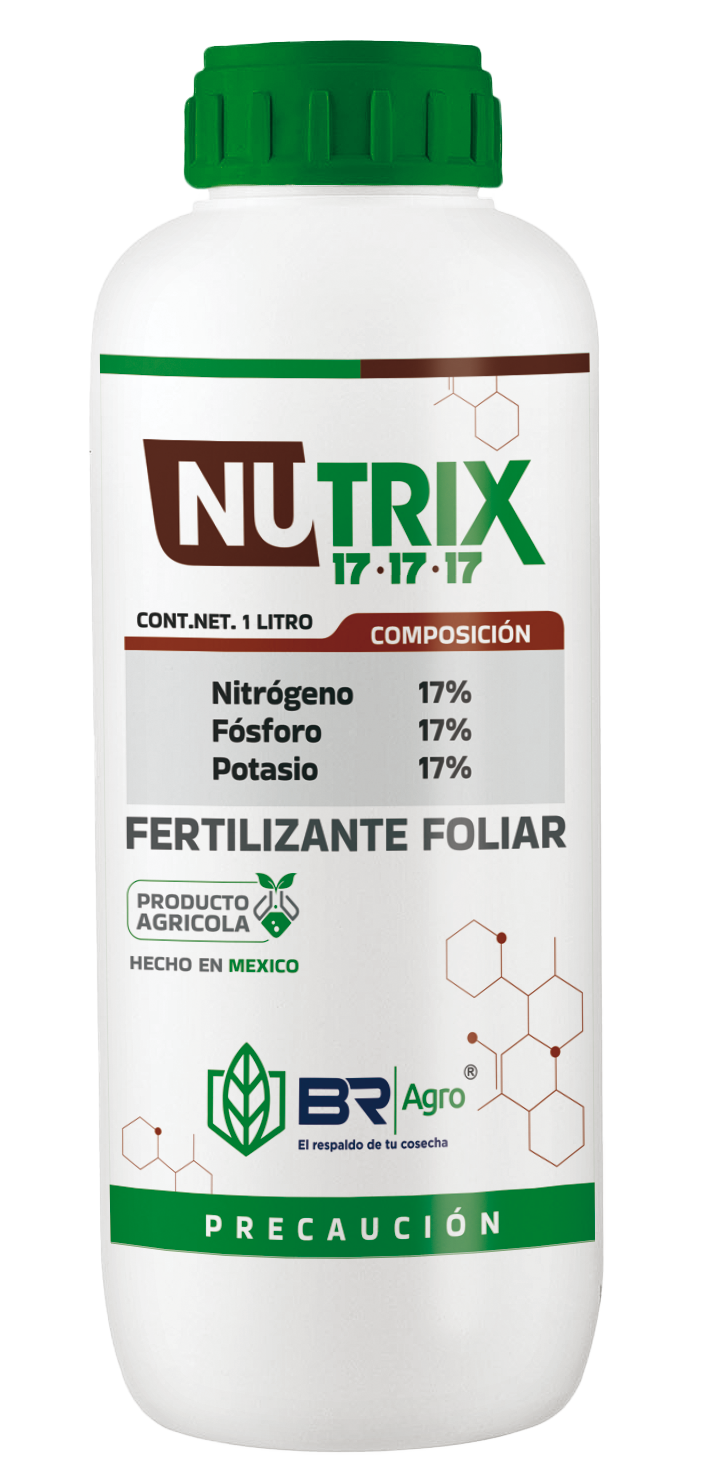 NUTRIX
17·17·17
CONT.NET. 1 LITRO
COMPOSICIÓN
Nitrógeno 17%
Fósforo 17%
Potasio 17%
FERTILIZANTE FOLIAR
PRODUCTO
AGRICOLA
HECHO EN MEXICO
BR Agro®
El respaldo de tu cosecha
PRECAUCIÓN